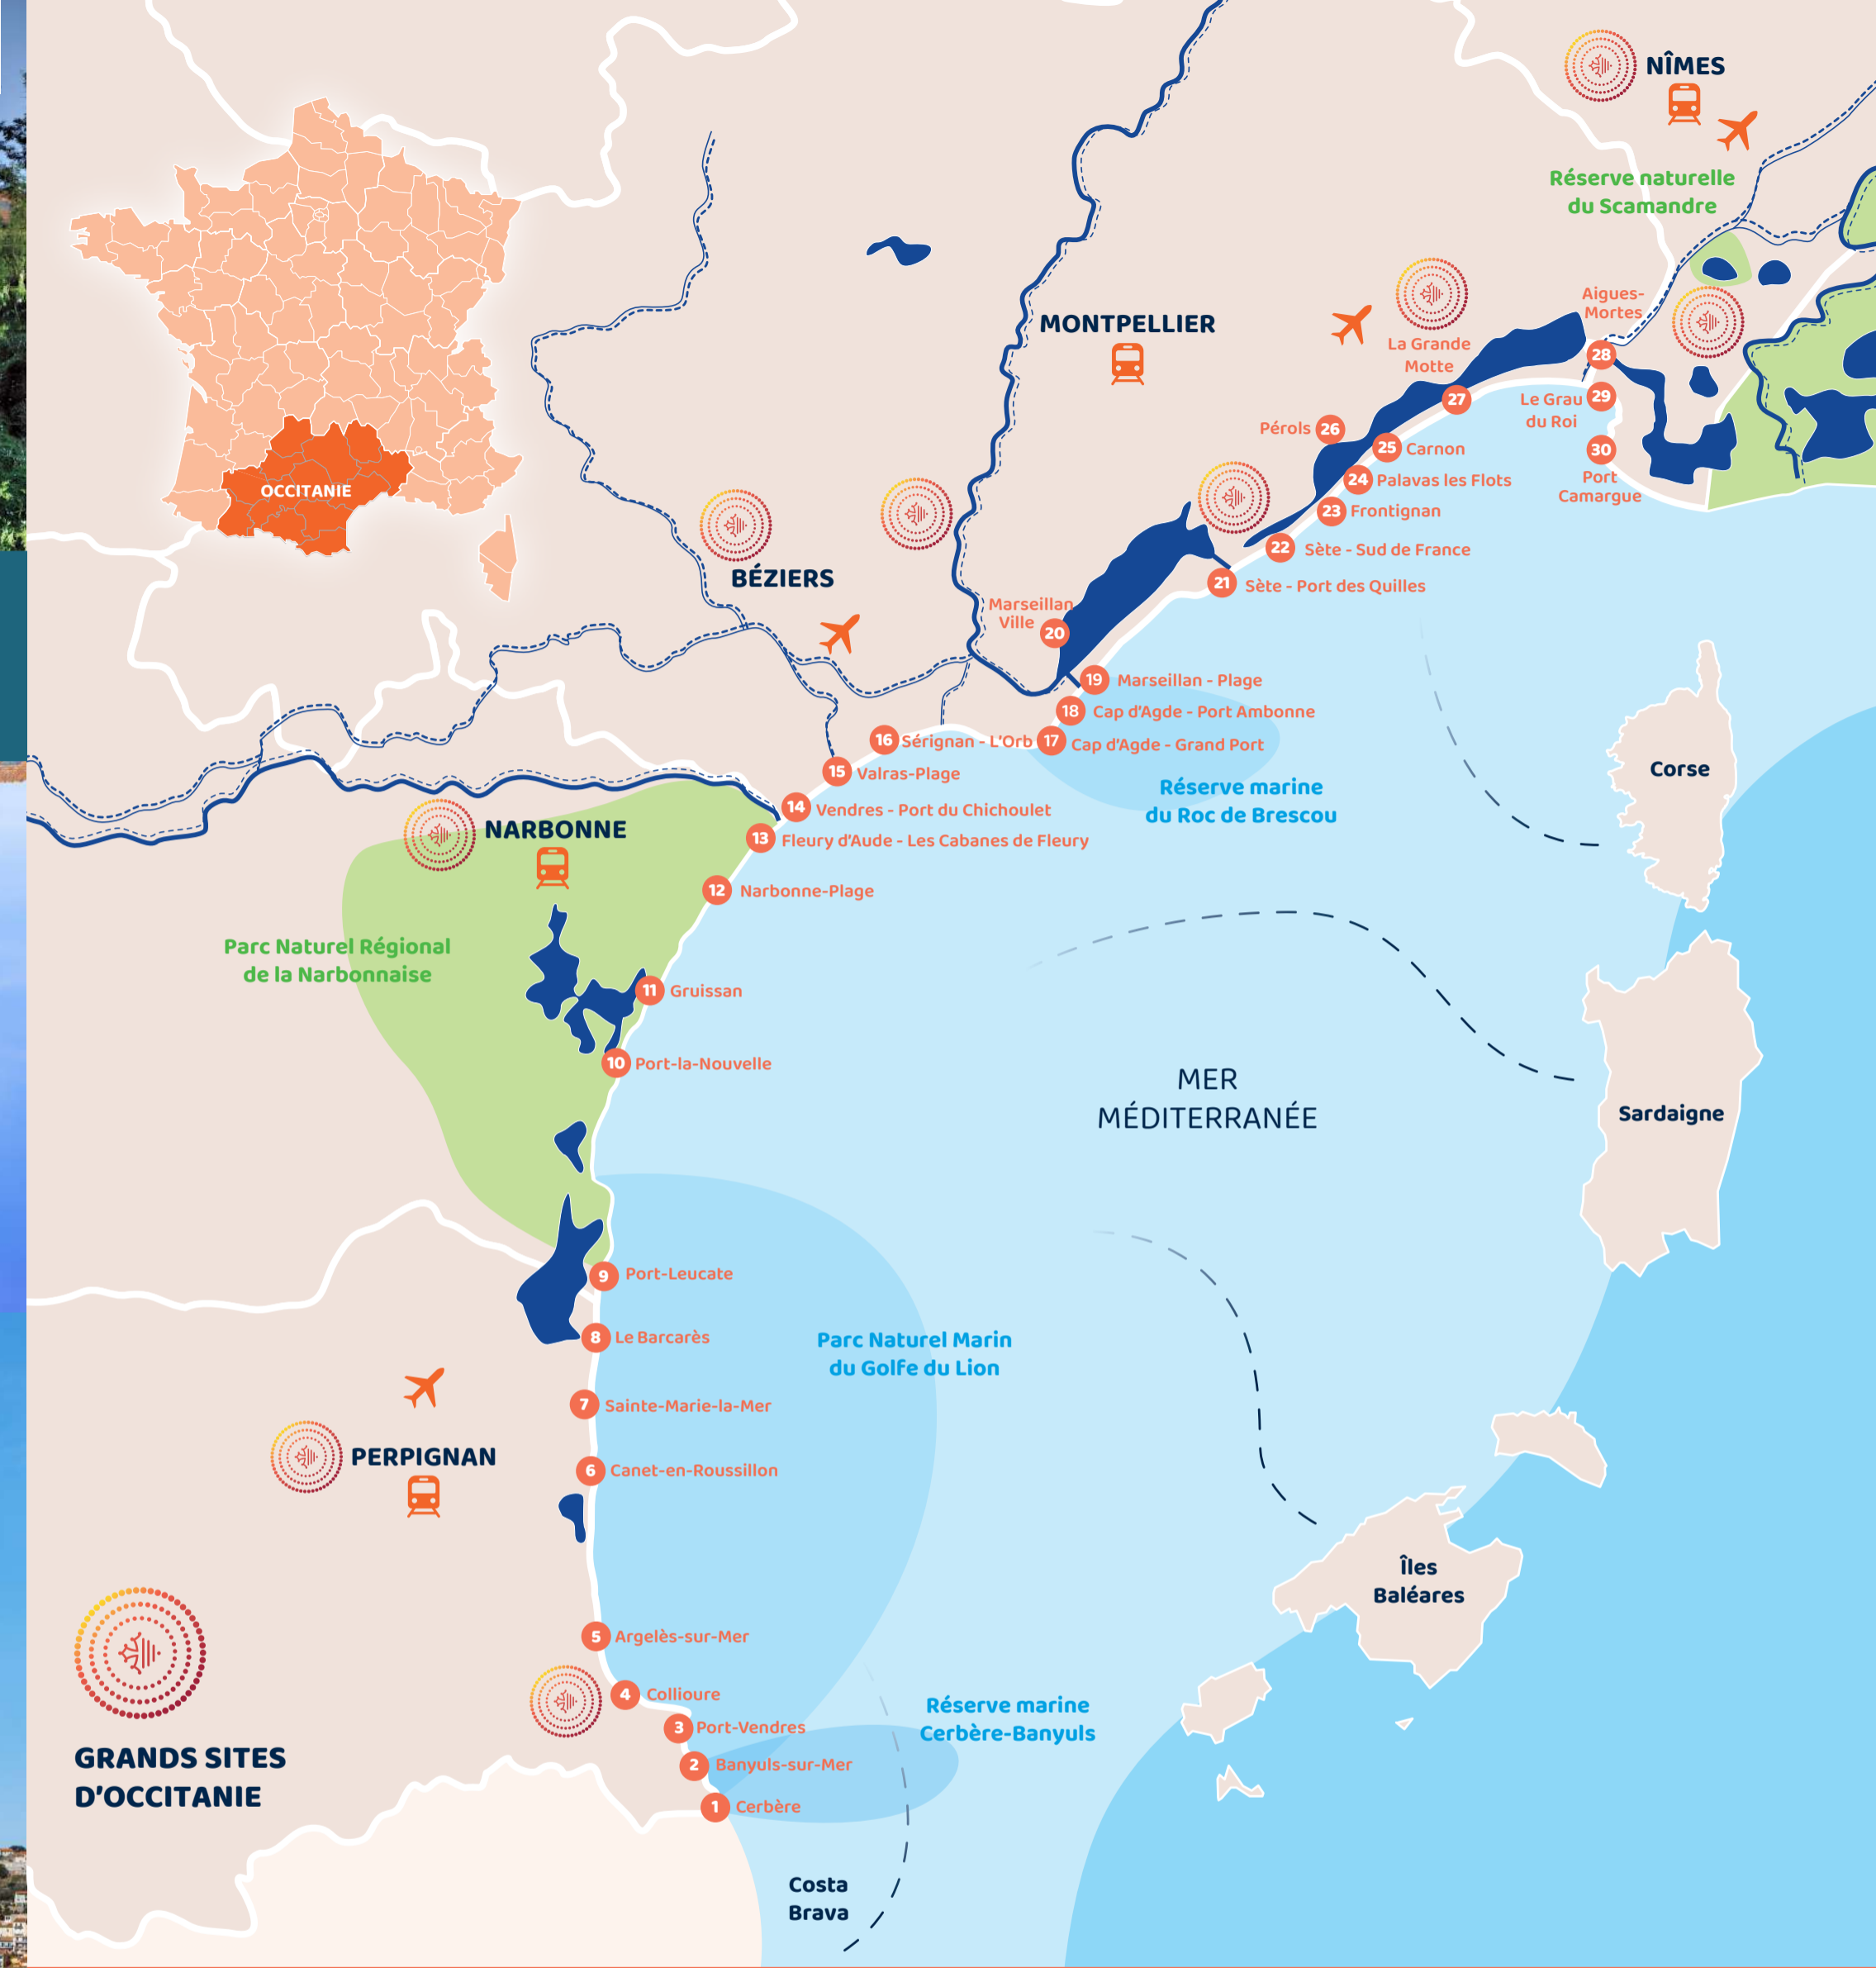 NÎMES
Réserve naturelle
du Scamandre
Aigues-
Mortes
28
MONTPELLIER
La Grande
Motte
27
Le Grau
du Roi
29
30
Port
Camargue
Pérols 26
25 Carnon
24 Palavas les Flots
23 Frontignan
22 Sète - Sud de France
21 Sète - Port des Quilles
OCCITANIE
BÉZIERS
Marseillan
Ville
20
19 Marseillan - Plage
18 Cap d'Agde - Port Ambonne
17 Cap d'Agde - Grand Port
16 Sérignan - L'Orb
15 Valras-Plage
14 Vendres - Port du Chichoulet
13 Fleury d'Aude - Les Cabanes de Fleury
12 Narbonne-Plage
Réserve marine
du Roc de Brescou
Corse
NARBONNE
Parc Naturel Régional
de la Narbonnaise
11 Gruissan
10 Port-la-Nouvelle
MER
MÉDITERRANÉE
Sardaigne
9 Port-Leucate
8 Le Barcarès
Parc Naturel Marin
du Golfe du Lion
7 Sainte-Marie-la-Mer
PERPIGNAN
6 Canet-en-Roussillon
Îles
Baléares
5 Argelès-sur-Mer
4 Collioure
3 Port-Vendres
2 Banyuls-sur-Mer
1 Cerbère
Réserve marine
Cerbère-Banyuls
GRANDS SITES
D'OCCITANIE
Costa
Brava